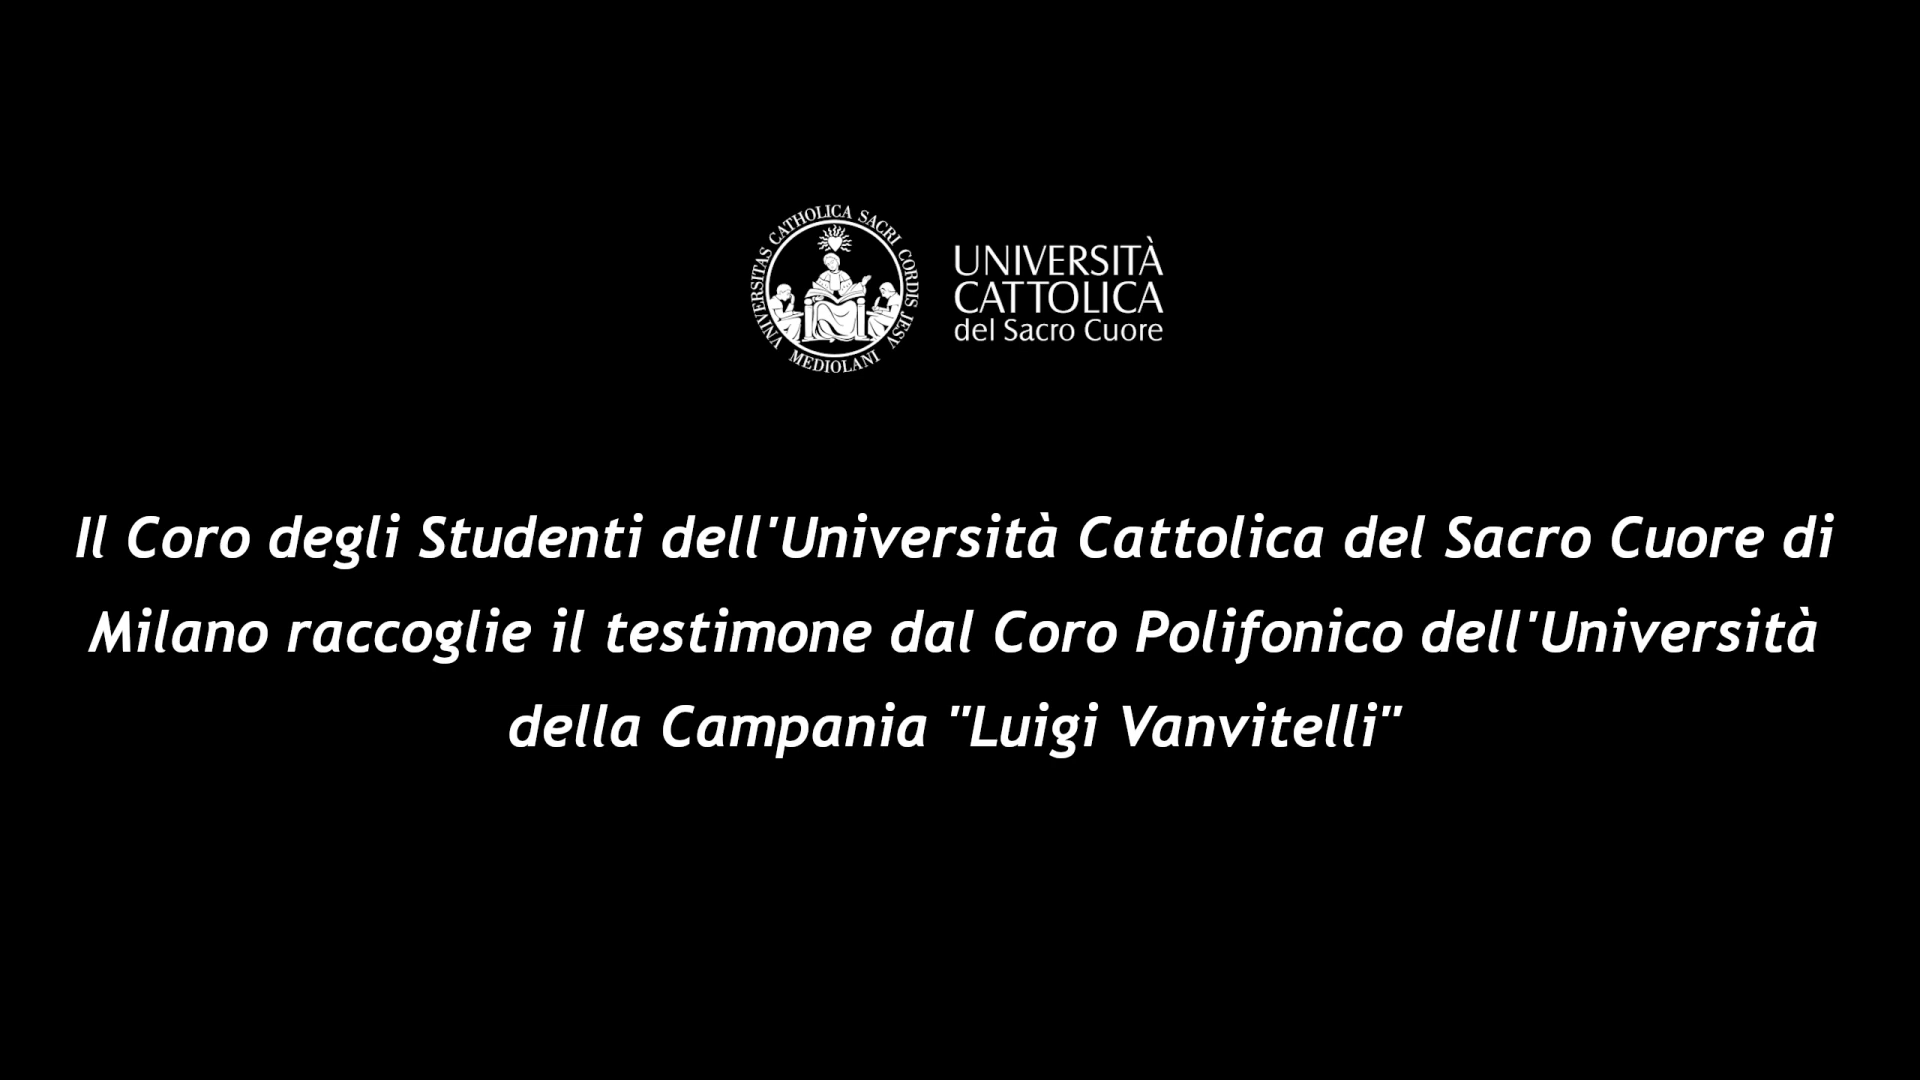 UNIVERSITAS CATHOLICA SACRI CORDIS JESV
MEDIOLANI
UNIVERSITÀ
CATTOLICA
del Sacro Cuore
Il Coro degli Studenti dell'Università Cattolica del Sacro Cuore di
Milano raccoglie il testimone dal Coro Polifonico dell'Università
della Campania "Luigi Vanvitelli"